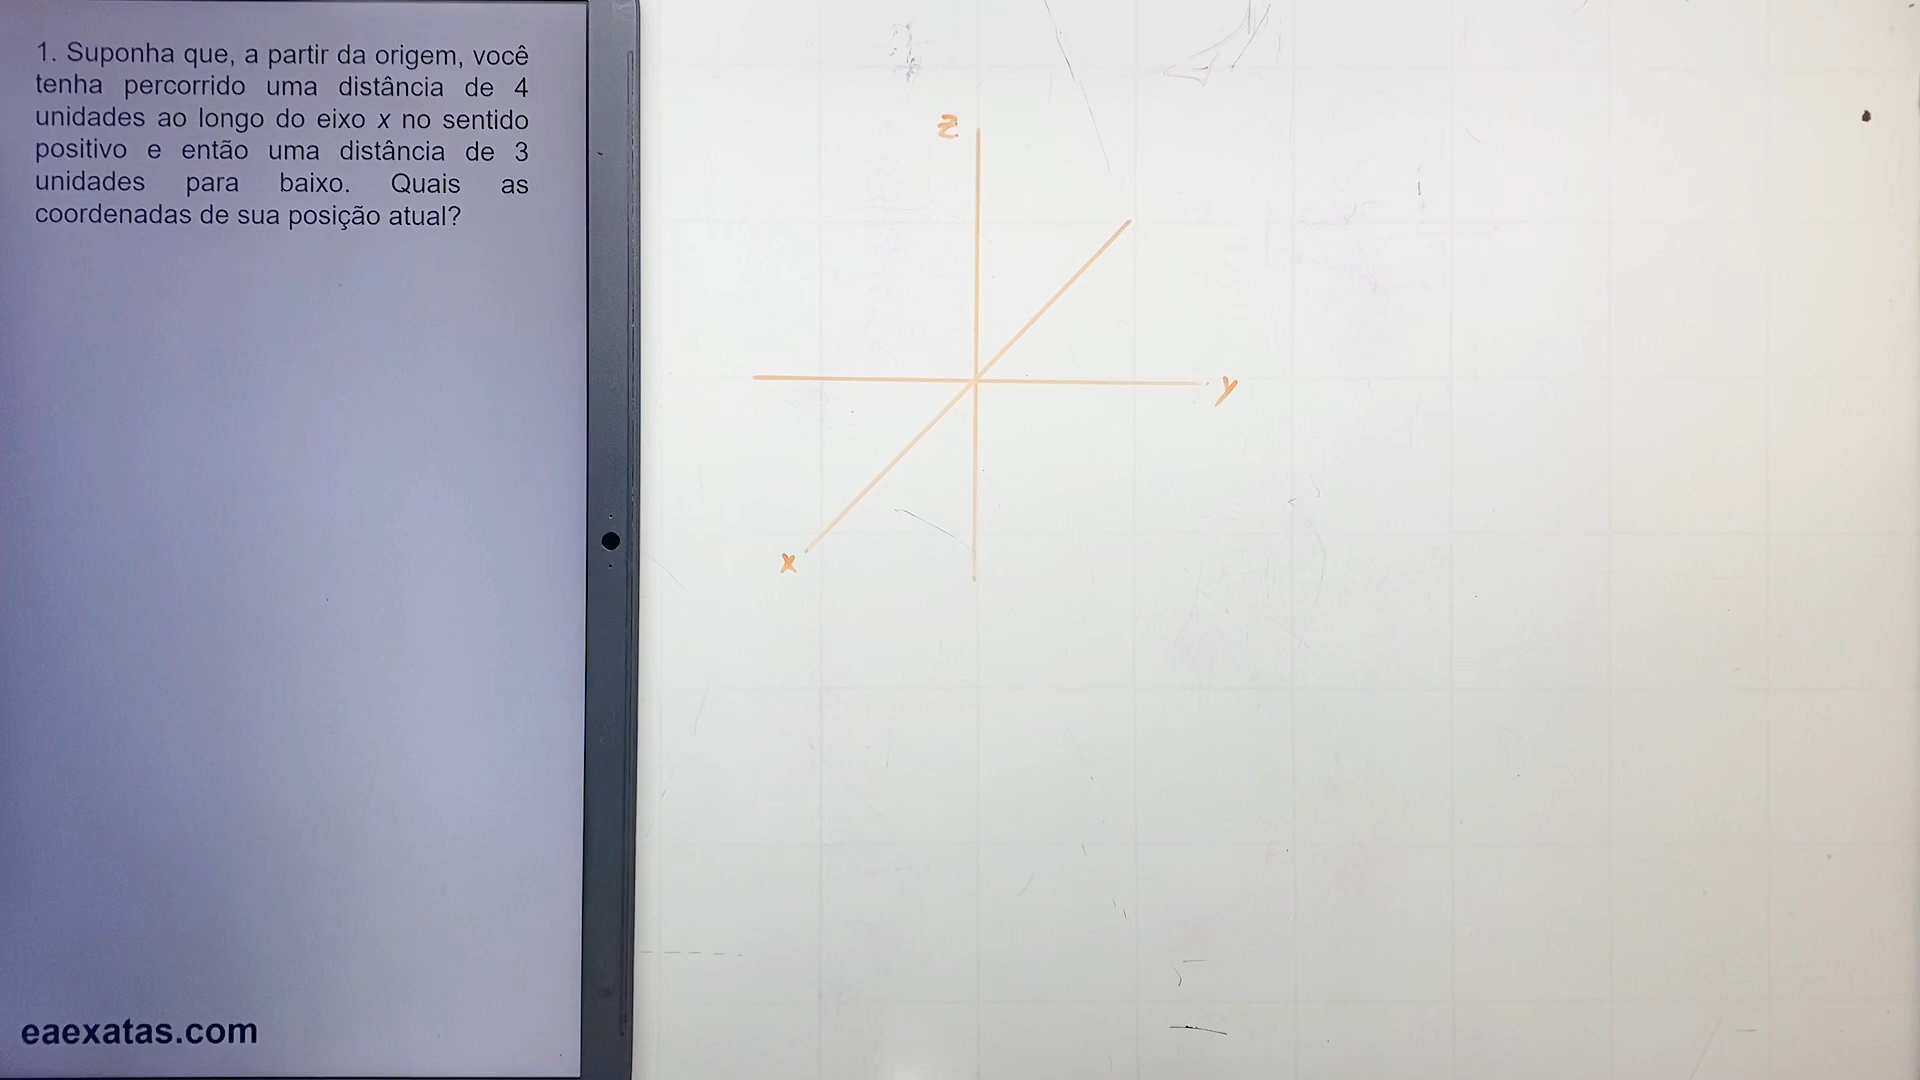 1. Suponha que, a partir da origem, você
tenha percorrido uma distância de 4
unidades ao longo do eixo x no sentido
positivo e então uma distância de 3
unidades para baixo. Quais as
coordenadas de sua posição atual?
z
y
x
eaexatas.com